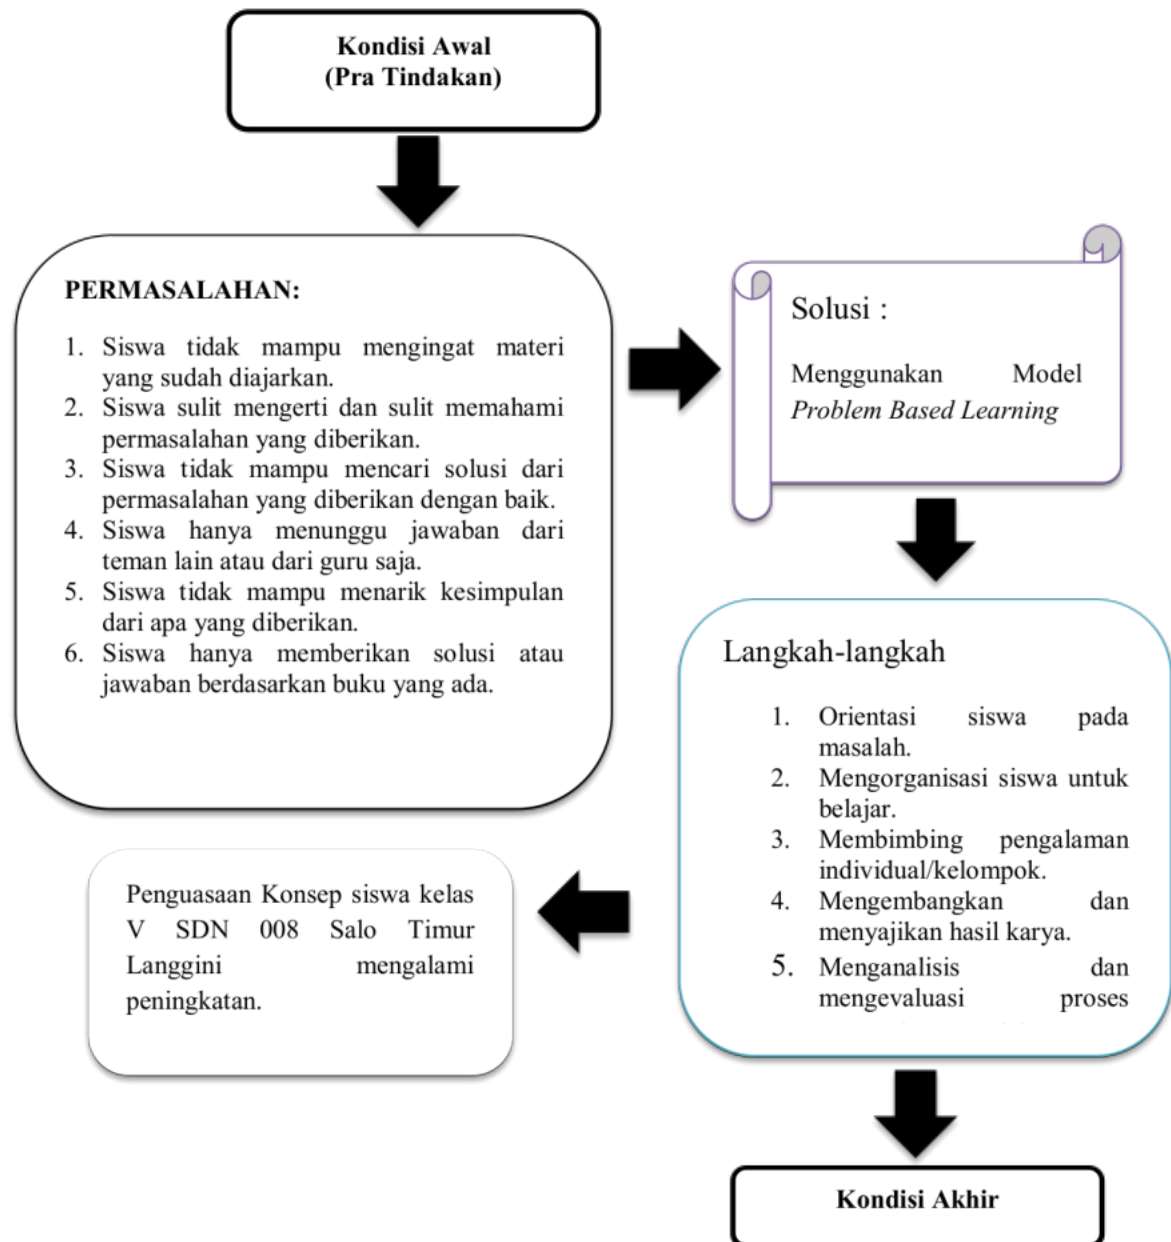 Kondisi Awal
(Pra Tindakan)
PERMASALAHAN:
1. Siswa tidak mampu mengingat materi
yang sudah diajarkan.
2. Siswa sulit mengerti dan sulit memahami
permasalahan yang diberikan.
3. Siswa tidak mampu mencari solusi dari
permasalahan yang diberikan dengan baik.
4. Siswa hanya menunggu jawaban dari
teman lain atau dari guru saja.
5. Siswa tidak mampu menarik kesimpulan
dari apa yang diberikan.
6. Siswa hanya memberikan solusi atau
jawaban berdasarkan buku yang ada.
Solusi :
Menggunakan Model
Problem Based Learning
Langkah-langkah
1. Orientasi siswa pada
masalah.
2. Mengorganisasi siswa untuk
belajar.
3. Membimbing pengalaman
individual/kelompok.
4. Mengembangkan dan
menyajikan hasil karya.
5. Menganalisis dan
mengevaluasi proses
Penguasaan Konsep siswa kelas
V SDN 008 Salo Timur
Langgini mengalami
peningkatan.
Kondisi Akhir